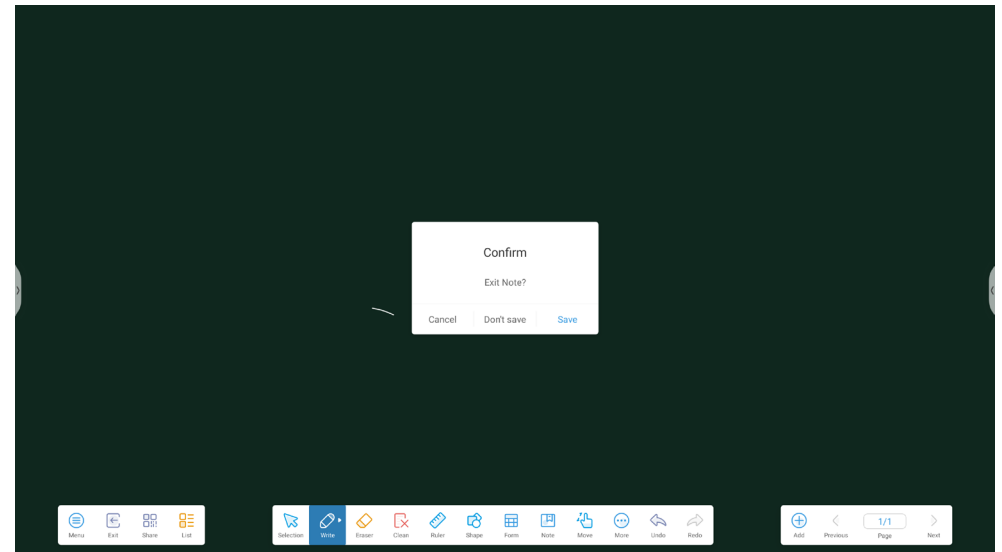 Confirm
Exit Note?
Cancel Don't save Save
Menu Exit Share List Selection Write Eraser Clean Ruler Shape Form Note Move More Undo Redo Add Previous 1/1 Page Next